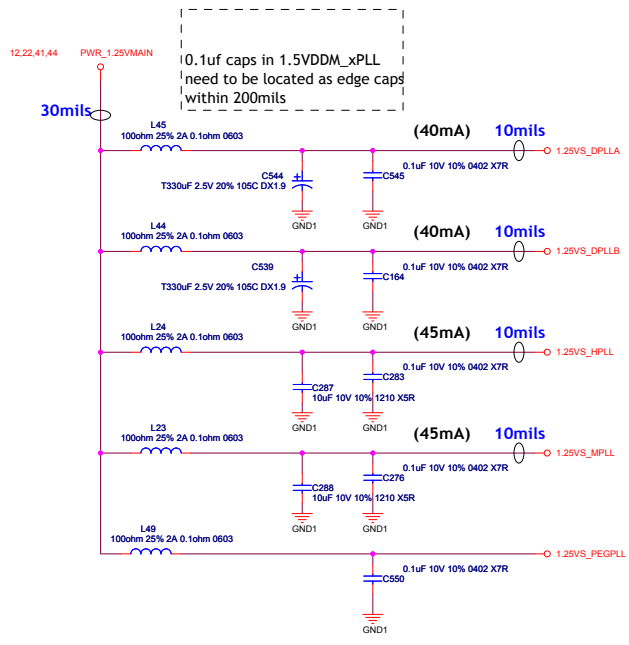 0.1uf caps in 1.5VDDM_xPLL
need to be located as edge caps
within 200mils
12,22,41,44 PWR_1.25VMAIN
30mils
L45
100ohm 25% 2A 0.1ohm 0603
(40mA) 10mils
C544
T330uF 2.5V 20% 105C DX1.9
0.1uF 10V 10% 0402 X7R
C545
1.25VS_DPLLA
GND1
GND1
L44
100ohm 25% 2A 0.1ohm 0603
(40mA) 10mils
C539
T330uF 2.5V 20% 105C DX1.9
0.1uF 10V 10% 0402 X7R
C164
1.25VS_DPLLB
GND1
GND1
L24
100ohm 25% 2A 0.1ohm 0603
(45mA) 10mils
C287
10uF 10V 10% 1210 X5R
0.1uF 10V 10% 0402 X7R
C283
1.25VS_HPLL
GND1
GND1
L23
100ohm 25% 2A 0.1ohm 0603
(45mA) 10mils
C288
10uF 10V 10% 1210 X5R
0.1uF 10V 10% 0402 X7R
C276
1.25VS_MPLL
GND1
GND1
L49
100ohm 25% 2A 0.1ohm 0603
0.1uF 10V 10% 0402 X7R
C550
1.25VS_PEGPLL
GND1